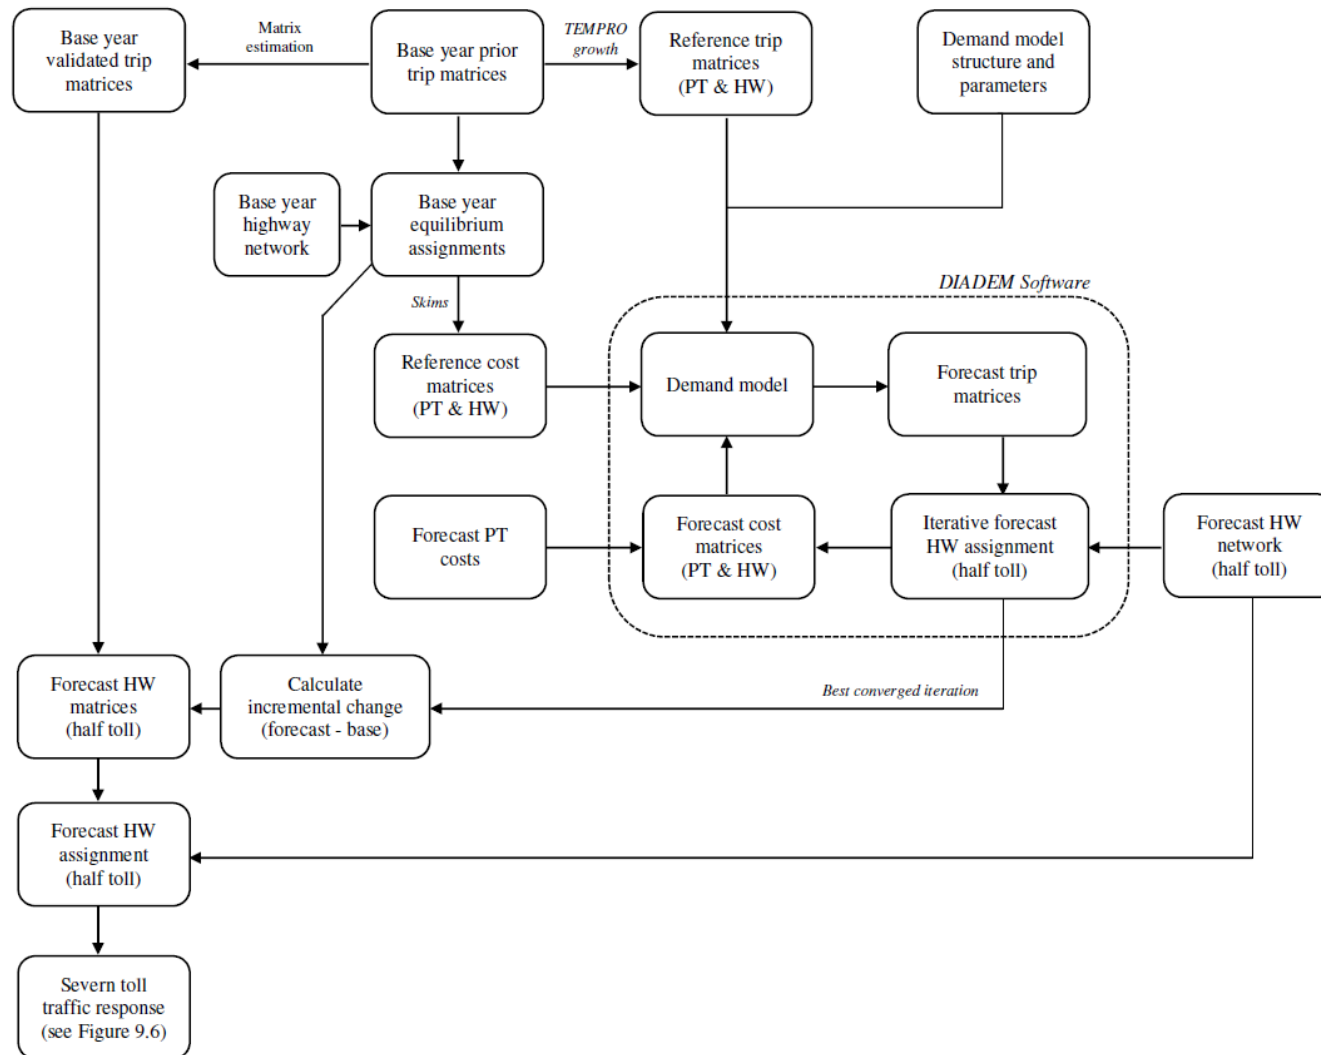 Base year
validated trip
matrices
Matrix
estimation
Base year prior
trip matrices
TEMPRO
growth
Reference trip
matrices
(PT & HW)
Demand model
structure and
parameters
Base year
highway
network
Base year
equilibrium
assignments
Skims
DIADEM Software
Reference cost
matrices
(PT & HW)
Demand model
Forecast trip
matrices
Forecast PT
costs
Forecast cost
matrices
(PT & HW)
Iterative forecast
HW assignment
(half toll)
Forecast HW
network
(half toll)
Forecast HW
matrices
(half toll)
Calculate
incremental change
(forecast - base)
Best converged iteration
Forecast HW
assignment
(half toll)
Severn toll
traffic response
(see Figure 9.6)